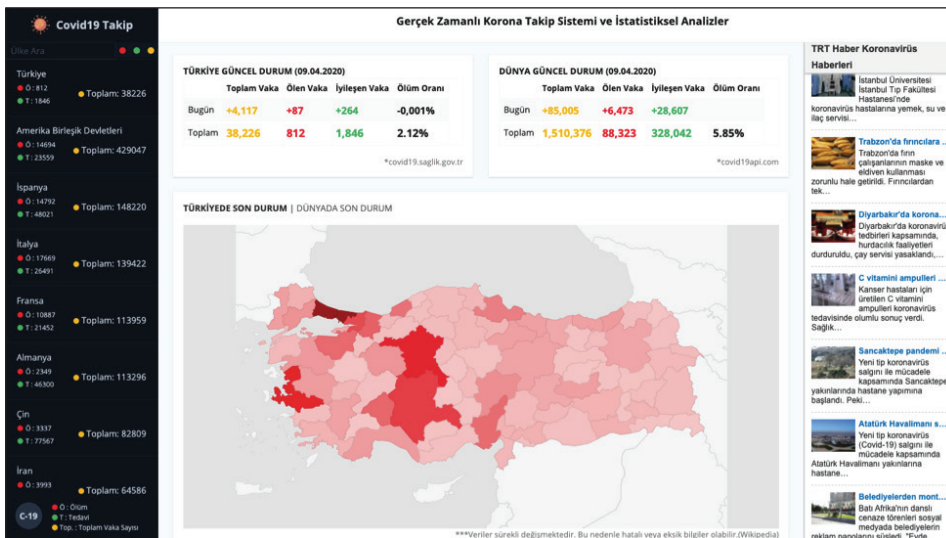 Covid19 Takip
Gerçek Zamanlı Korona Takip Sistemi ve İstatistiksel Analizler
Ülke Ara
Türkiye
Ö : 812
T : 1846
Toplam: 38226
Amerika Birleşik Devletleri
Ö : 14694
T : 23559
Toplam: 429047
İspanya
Ö : 14792
T : 48021
Toplam: 148220
İtalya
Ö : 17669
T : 26491
Toplam: 139422
Fransa
Ö : 10887
T : 21452
Toplam: 113959
Almanya
Ö : 2349
T : 46300
Toplam: 113296
Çin
Ö : 3337
T : 77567
Toplam: 82809
İran
Ö : 3993
Toplam: 64586
C-19
Ö : Ölüm
T : Tedavi
Top. : Toplam Vaka Sayısı
TÜRKİYE GÜNCEL DURUM (09.04.2020)
Toplam Vaka Ölen Vaka İyileşen Vaka Ölüm Oranı
Bugün +4,117 +87 +264 -0,001%
Toplam 38,226 812 1,846 2.12%
*covid19.saglik.gov.tr
DÜNYA GÜNCEL DURUM (09.04.2020)
Toplam Vaka Ölen Vaka İyileşen Vaka Ölüm Oranı
Bugün +85,005 +6,473 +28,607
Toplam 1,510,376 88,323 328,042 5.85%
*covid19api.com
TÜRKİYEDE SON DURUM | DÜNYADA SON DURUM
***Veriler sürekli değişmektedir. Bu nedenle hatalı veya eksik bilgiler olabilir.(Wikipedia)
TRT Haber Koronavirüs
Haberleri
İstanbul Üniversitesi
İstanbul Tıp Fakültesi
Hastanesi'nde
koronavirüs hastalarına yemek, su ve
ilaç servisi...
Trabzon'da fırıncılara ...
Trabzon'da fırın
çalışanlarının maske ve
eldiven kullanması
zorunlu hale getirildi. Fırıncılardan
tek...
Diyarbakır'da korona...
Diyarbakır'da koronavirü
tedbirleri kapsamında,
hurdacılık faaliyetleri
durduruldu, çay servisi yasaklandı,...
C vitamini ampulleri ...
Kanser hastaları için
üretilen C vitamini
ampulleri koronavirüs
tedavisinde olumlu sonuç verdi.
Sağlık...
Sancaktepe pandemi ...
Yeni tip koronavirüs
salgını ile mücadele
kapsamında Sancaktepe
yakınlarında hastane yapımına
başlandı. Peki...
Atatürk Havalimanı s...
Yeni tip koronavirüs
(Covid-19) salgını ile
mücadele kapsamında
Atatürk Havalimanı yakınlarına
hastane...
Belediyelerden mont...
Batı Afrika'nın danslı
cenaze törenleri sosyal
medyada belediyelerin
reklam panolarını süsledi. "Evde